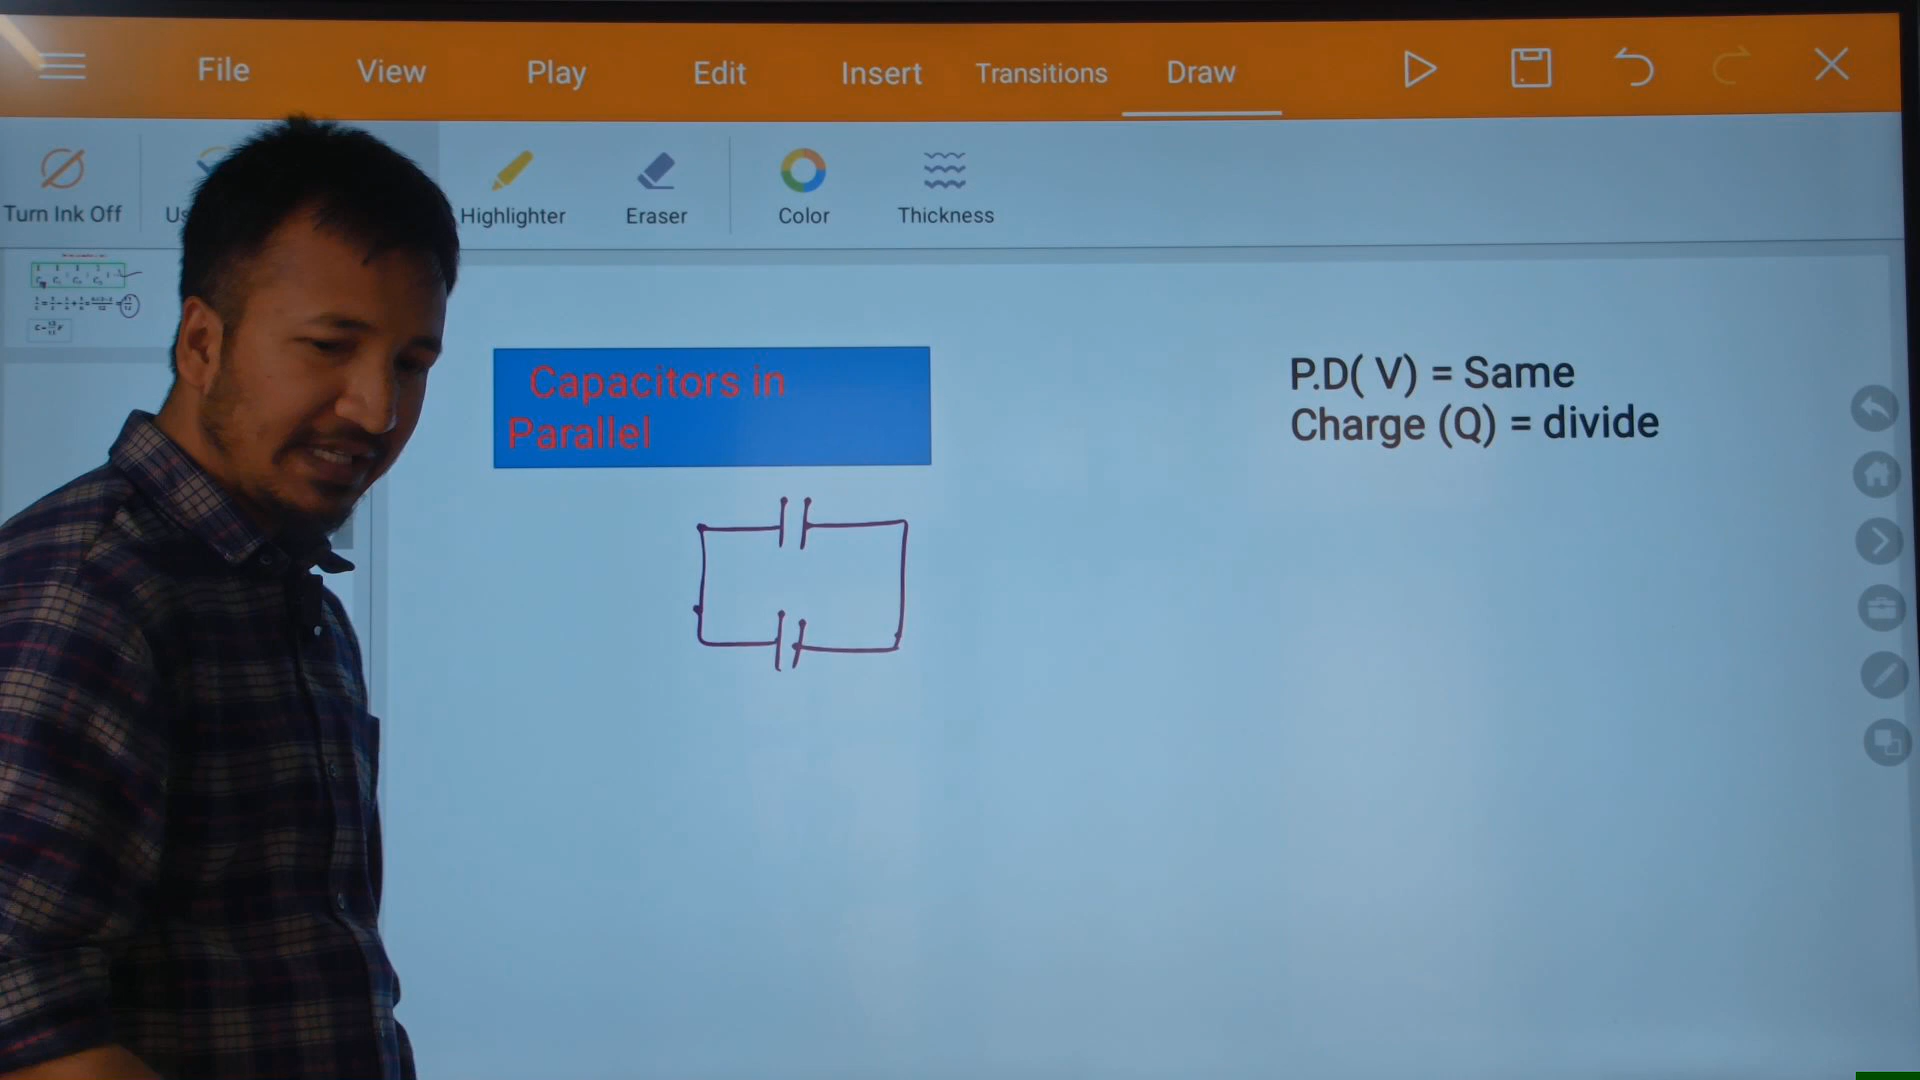 File View Play Edit Insert Transitions Draw
Turn Ink Off
Highlighter Eraser Color Thickness
Capacitors in
Parallel
P.D( V) = Same
Charge (Q) = divide